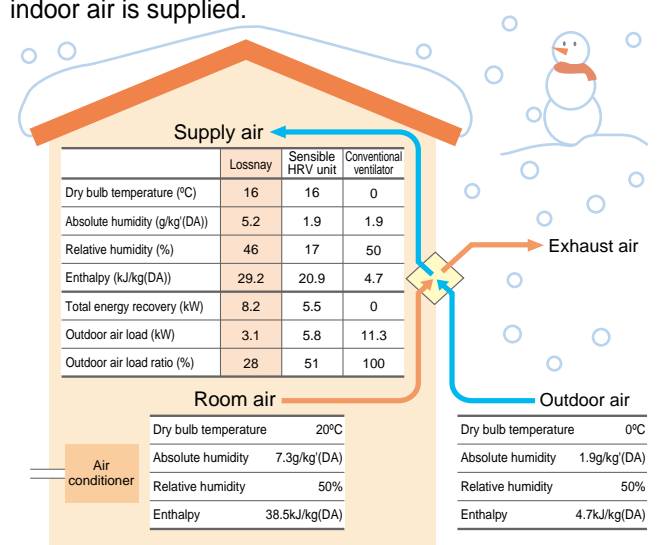 indoor air is supplied.
Supply air
Lossnay Sensible HRV unit Conventional ventilator
Dry bulb temperature (ºC) 16 16 0
Absolute humidity (g/kg'(DA)) 5.2 1.9 1.9
Relative humidity (%) 46 17 50
Enthalpy (kJ/kg(DA)) 29.2 20.9 4.7
Total energy recovery (kW) 8.2 5.5 0
Outdoor air load (kW) 3.1 5.8 11.3
Outdoor air load ratio (%) 28 51 100
Exhaust air
Room air
Dry bulb temperature 20ºC
Absolute humidity 7.3g/kg'(DA)
Relative humidity 50%
Enthalpy 38.5kJ/kg(DA)
Air
conditioner
Outdoor air
Dry bulb temperature 0ºC
Absolute humidity 1.9g/kg'(DA)
Relative humidity 50%
Enthalpy 4.7kJ/kg(DA)